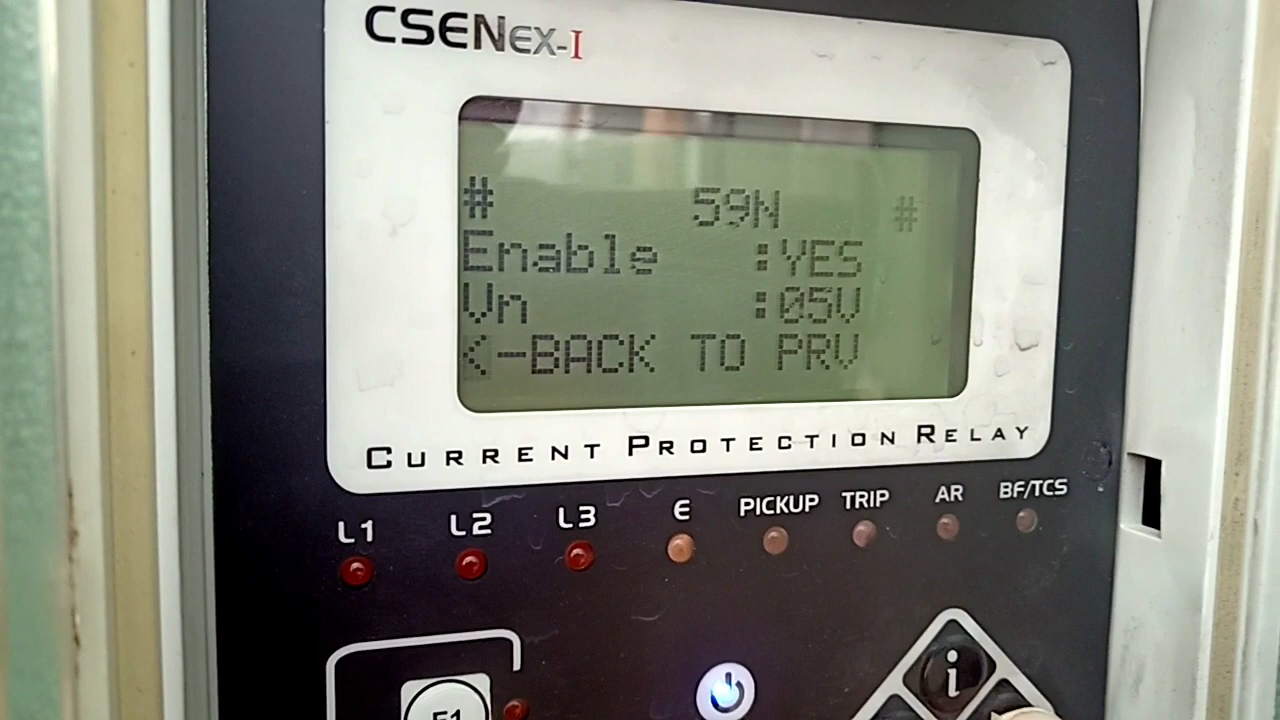 CSENEX-I
# 59N #
Enable :YES
Vn :05V
<-BACK TO PRV
CURRENT PROTECTION RELAY
L1 L2 L3 E PICKUP TRIP AR BF/TCS
i
F1